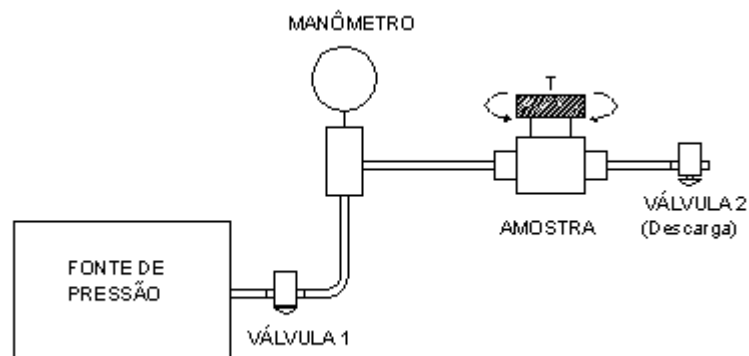 MANÔMETRO
T
FONTE DE
PRESSÃO
VÁLVULA 1
AMOSTRA
VÁLVULA 2
(Descarga)